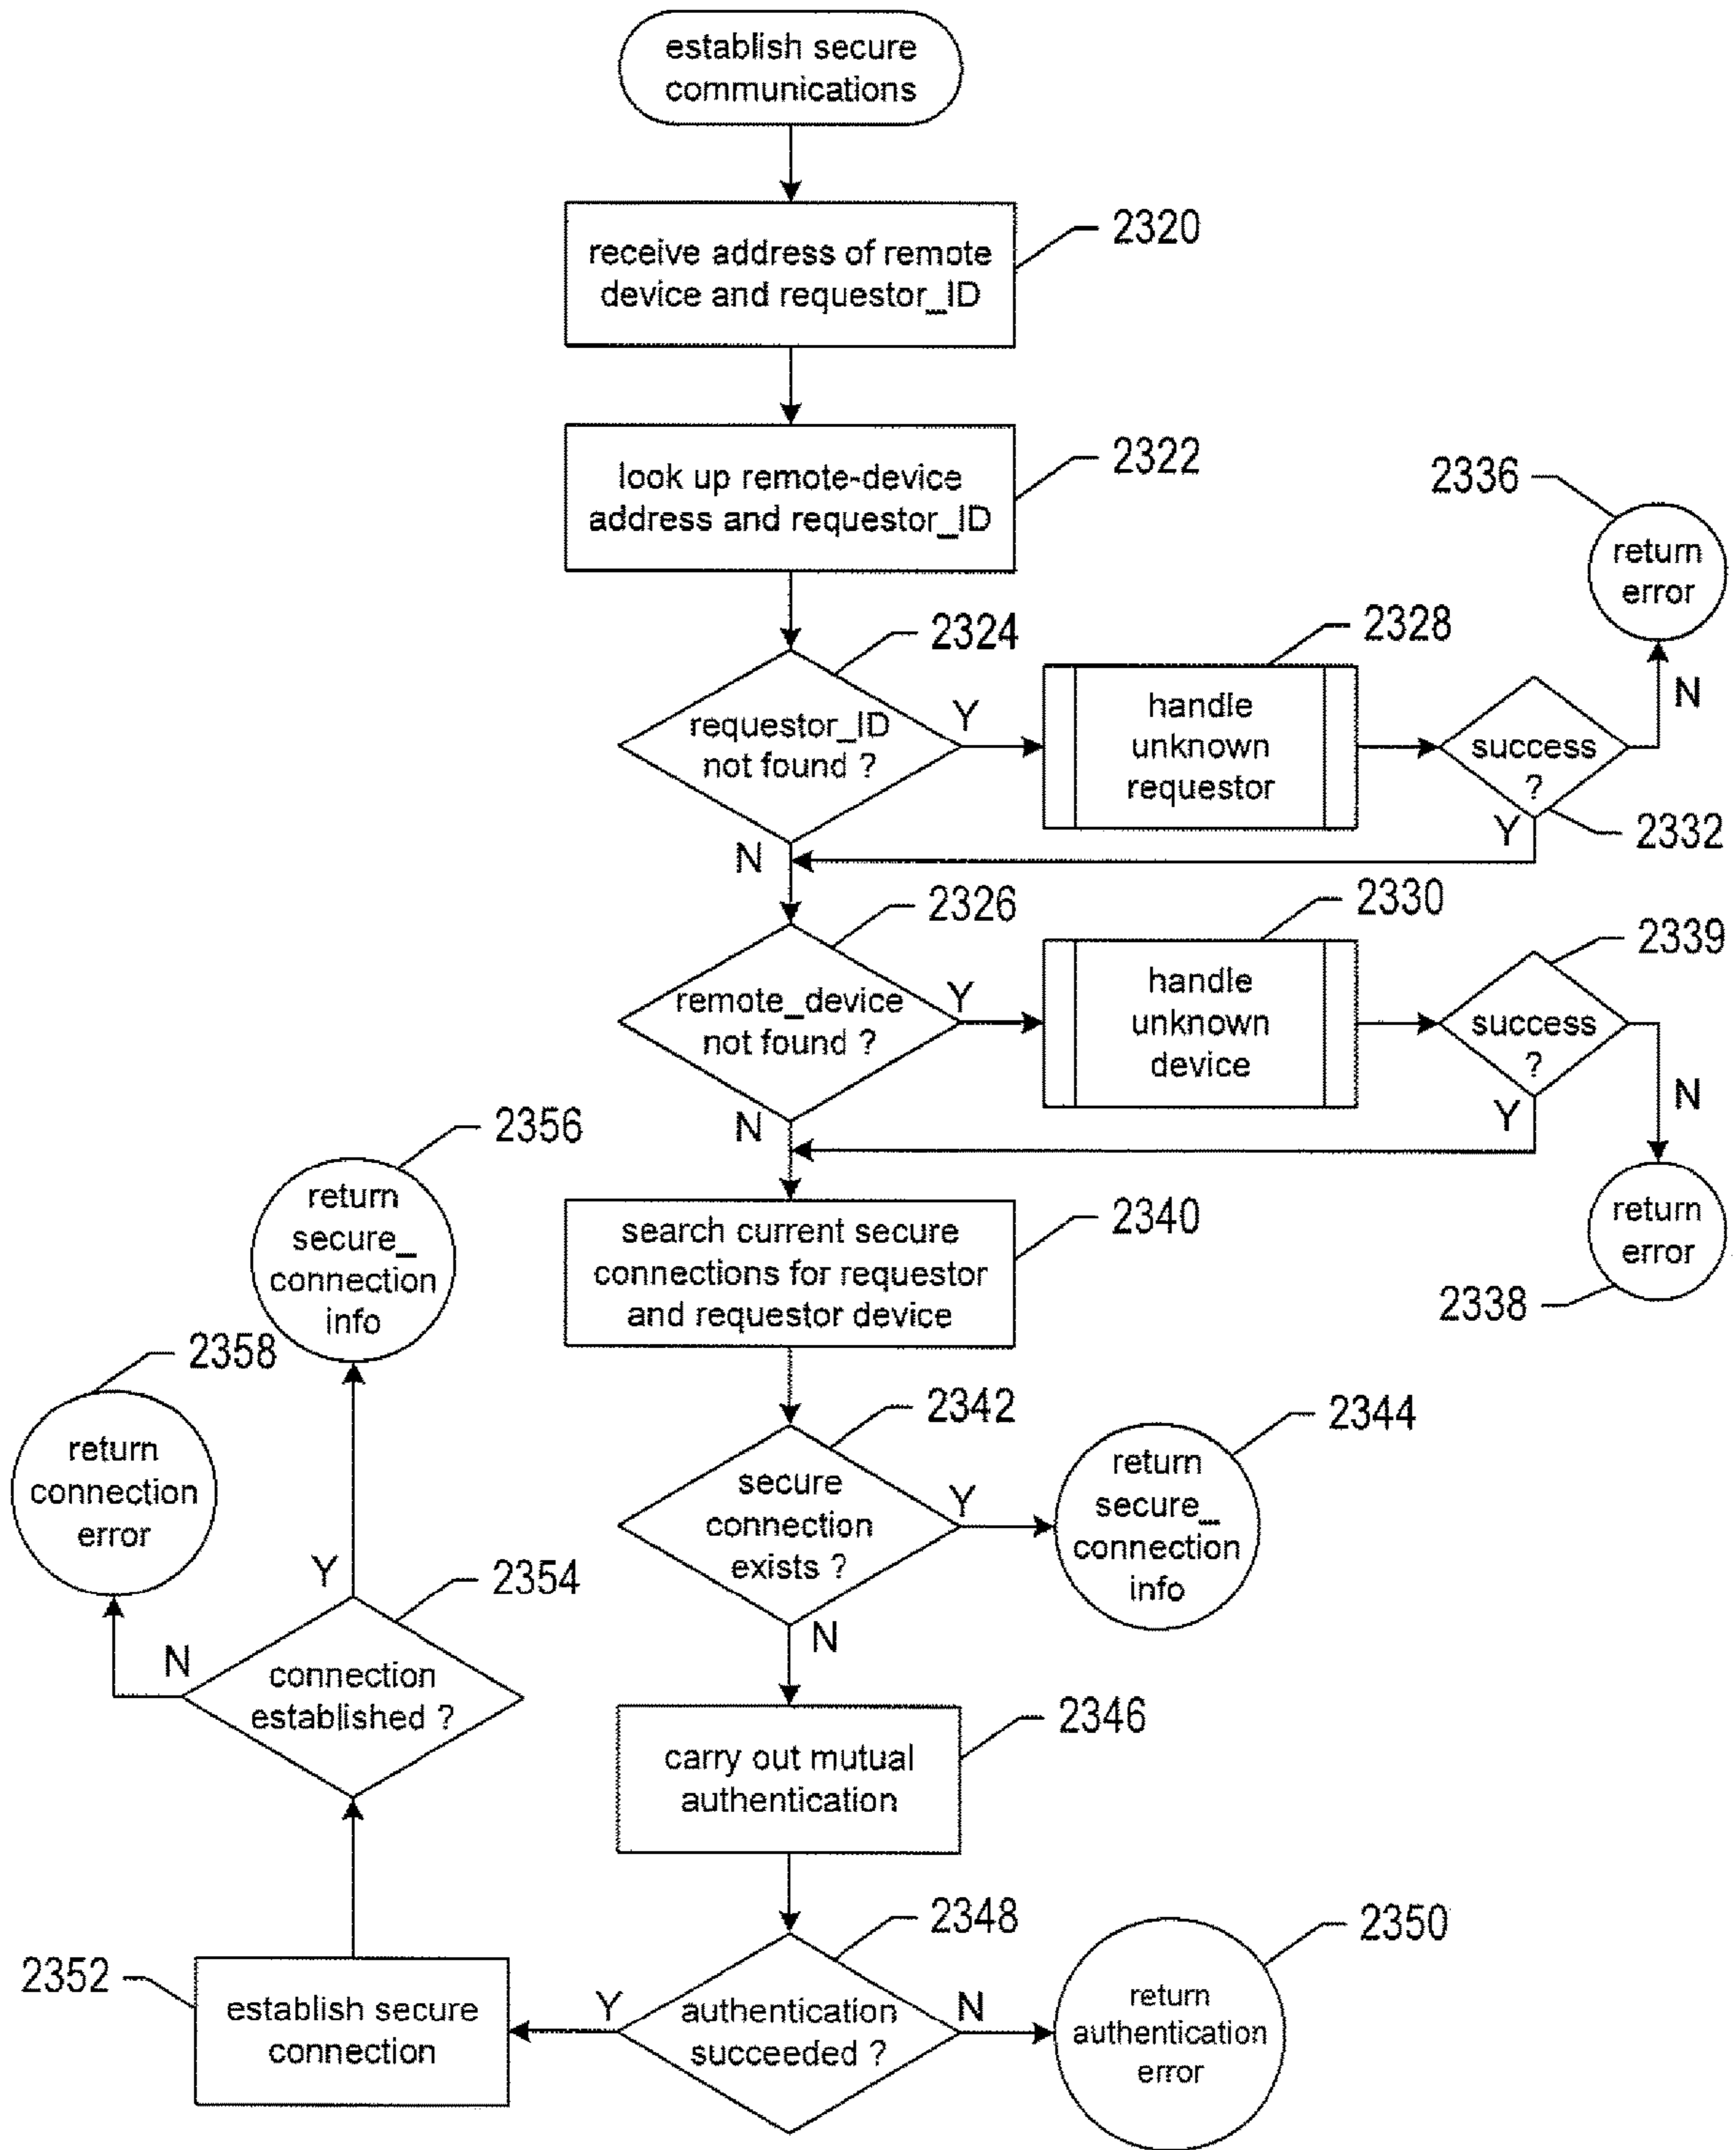 establish secure
communications
2320
receive address of remote
device and requestor_ID
2322
look up remote-device
address and requestor_ID
2336
return
error
2324
requestor_ID
not found ?
Y
N
2328
handle
unknown
requestor
success
?
N
Y
2332
2326
remote_device
not found ?
Y
N
2330
handle
unknown
device
2339
success
?
N
Y
return
error
2338
2340
search current secure
connections for requestor
and requestor device
2342
secure
connection
exists ?
Y
N
2344
return
secure_
connection
info
2346
carry out mutual
authentication
2348
authentication
succeeded ?
Y
N
2350
return
authentication
error
2352
establish secure
connection
2354
connection
established ?
Y
N
2356
return
secure_
connection
info
2358
return
connection
error